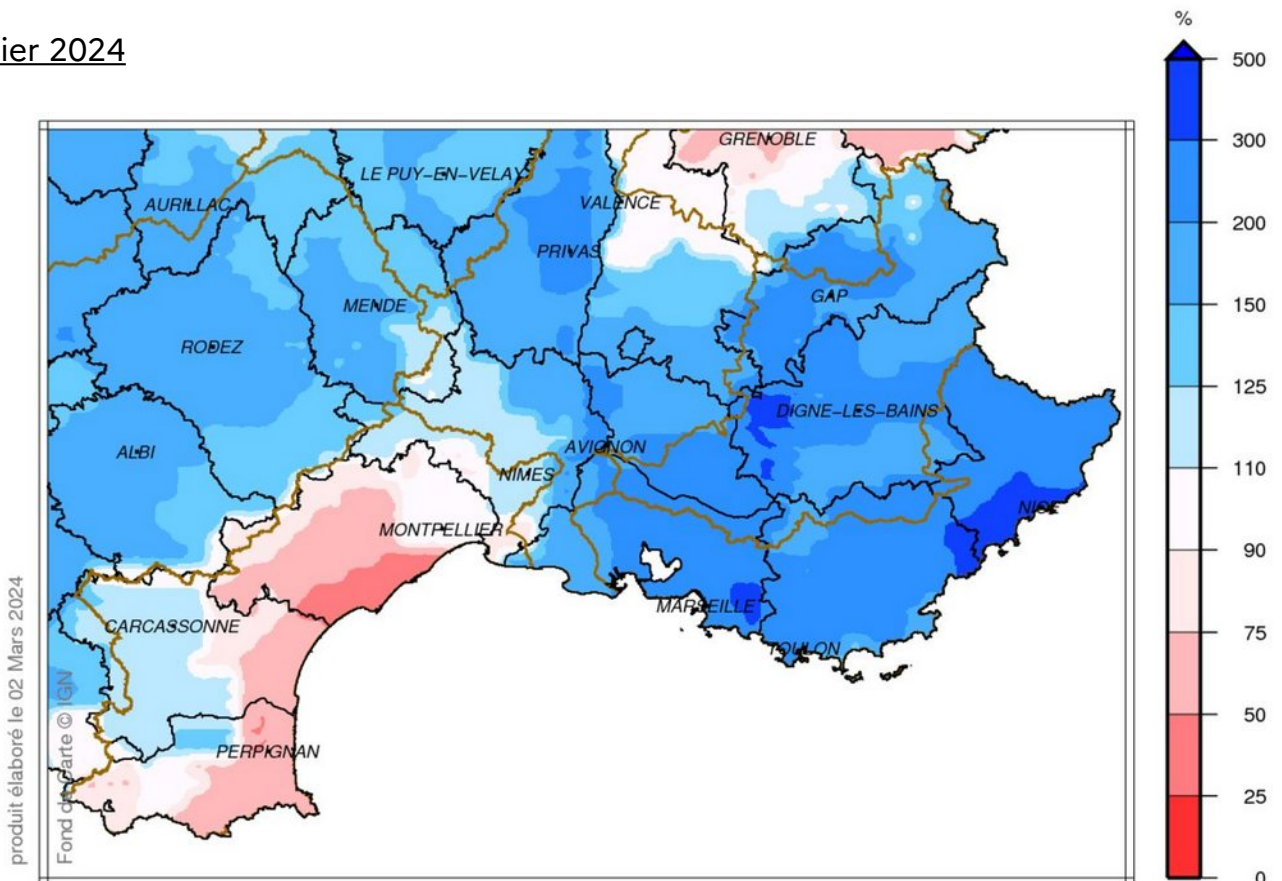 ier 2024
%
500
300
200
150
125
110
90
75
50
25
0
GRENOBLE
LE PUY-EN-VELAY
AURILLAC
VALENCE
PRIVAS
MENDE
GAP
RODEZ
DIGNE-LES-BAINS
ALBI
AVIGNON
NIMES
NICE
MONTPELLIER
MARSEILLE
CARCASSONNE
TOULON
PERPIGNAN
produit élaboré le 02 Mars 2024
Fond de Carte © IGN